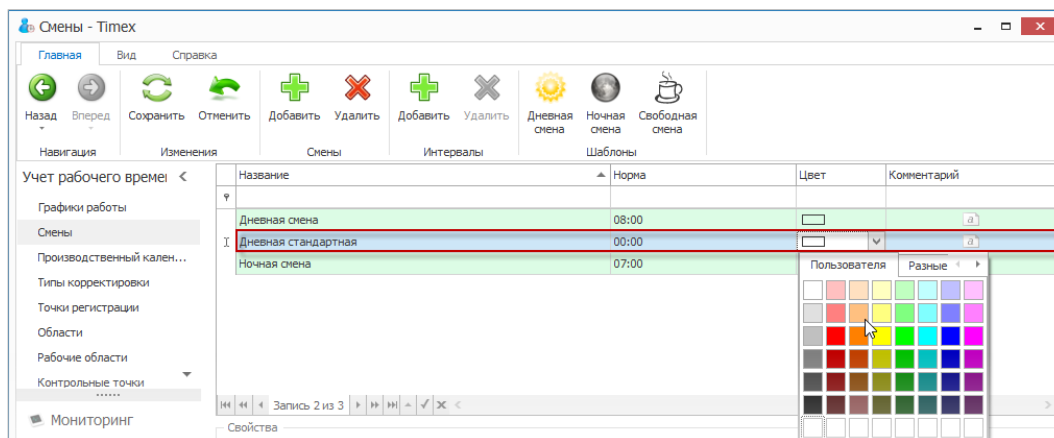 Смены - Timex
Главная Вид Справка
Назад Вперед Сохранить Отменить Добавить Удалить Добавить Удалить Дневная смена Ночная смена Свободная смена
Навигация Изменения Смены Интервалы Шаблоны
Учет рабочего времен
Название Норма Цвет Комментарий
Графики работы
Смены
Производственный кален...
Типы корректировки
Точки регистрации
Области
Рабочие области
Контрольные точки
Мониторинг
Дневная смена 08:00 a
Дневная стандартная 00:00 a
Ночная смена 07:00
Пользователя Разные
Запись 2 из 3
Свойства